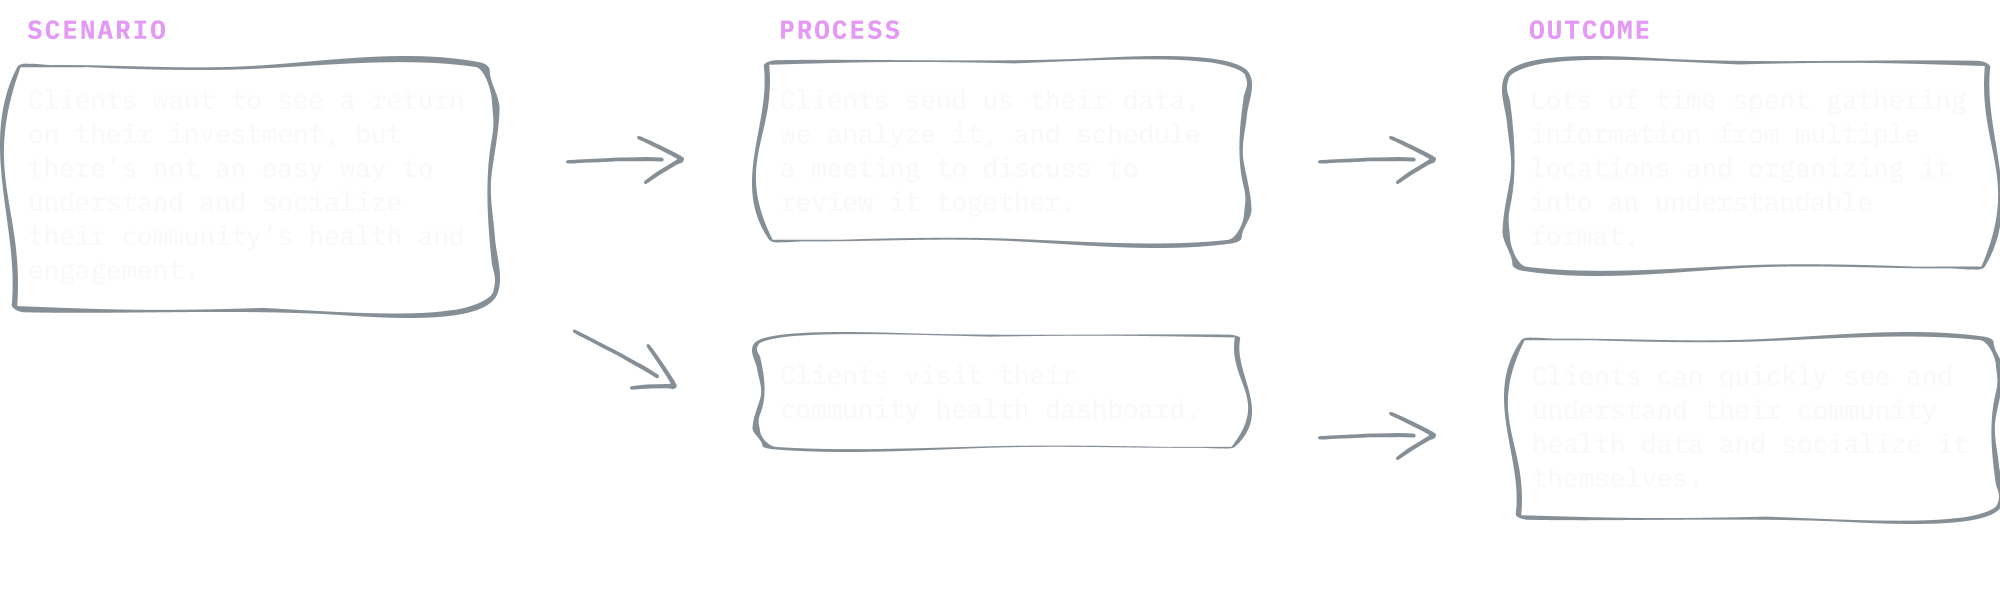 SCENARIO
Clients want to see a return
on their investment, but
there’s not an easy way to
understand and socialize
their community’s health and
engagement.
PROCESS
Clients send us their data,
we analyze it, and schedule
a meeting to discuss to
review it together.
Clients visit their
community health dashboard.
OUTCOME
Lots of time spent gathering
information from multiple
locations and organizing it
into an understandable
format.
Clients can quickly see and
understand their community
health data and socialize it
themselves.